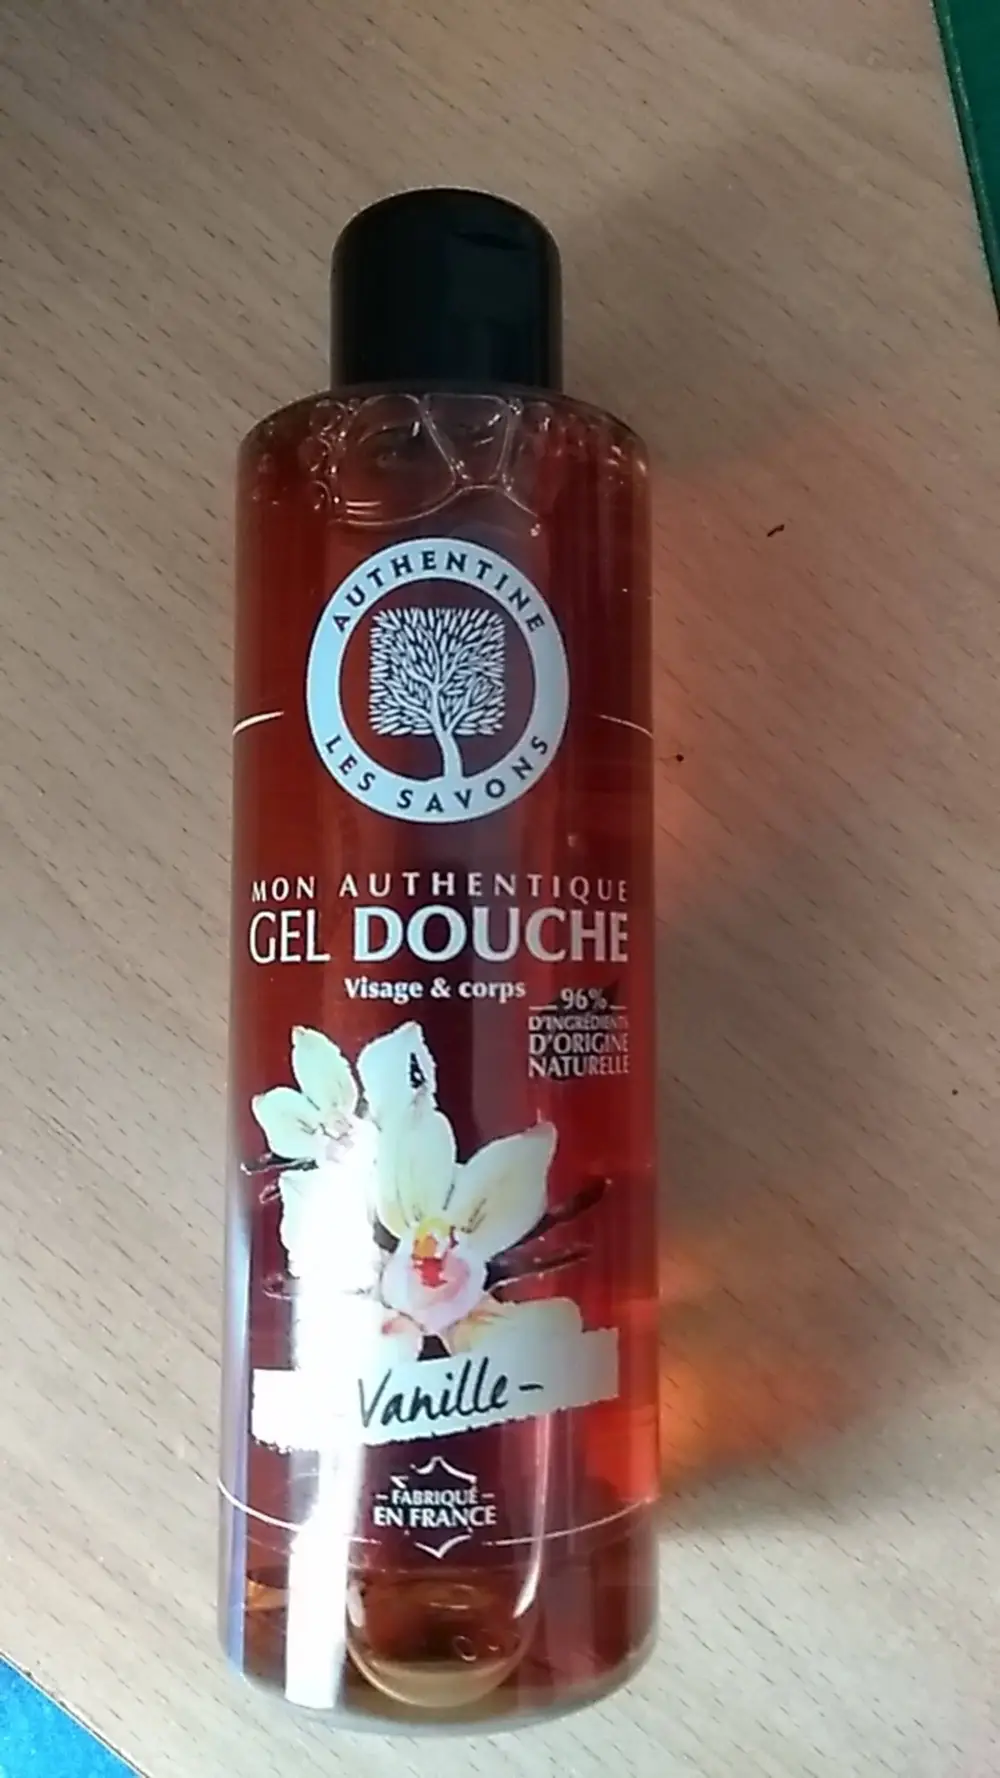 AUTHENTINE
LES SAVONS
MON AUTHENTIQUE
GEL DOUCHE
Visage & corps
96%
D'INGRÉDIENTS
D'ORIGINE
NATURELLE
Vanille-
-FABRIQUÉ-
EN FRANCE